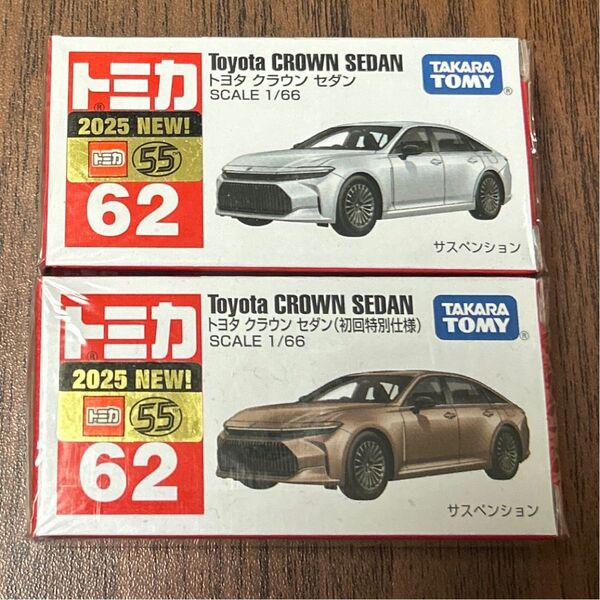 トミカ®
2025 NEW!
トミカ 55th
62
Toyota CROWN SEDAN
トヨタ クラウン セダン
SCALE 1/66
TAKARA
TOMY®
サスペンション
トミカ®
2025 NEW!
トミカ 55th
62
Toyota CROWN SEDAN
トヨタ クラウン セダン(初回特別仕様)
SCALE 1/66
TAKARA
TOMY®
サスペンション